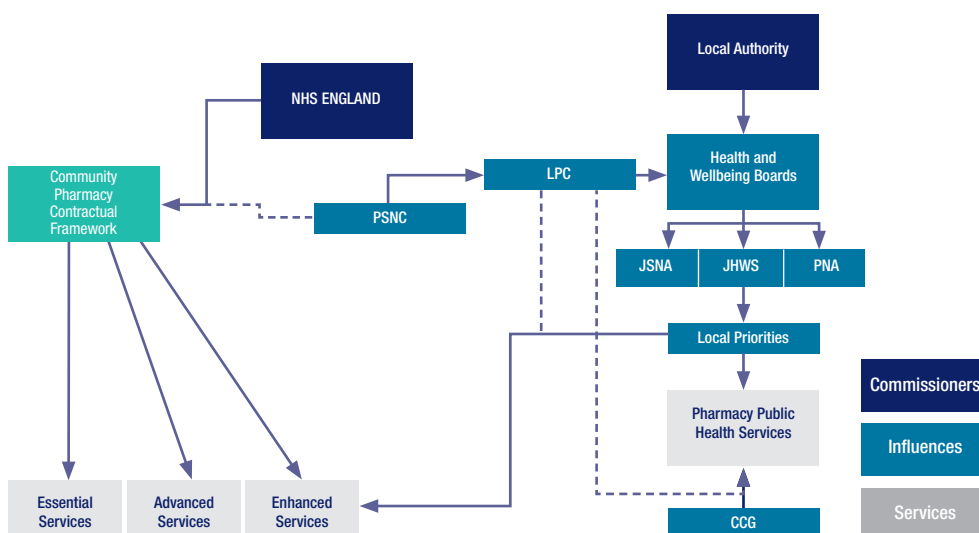 Local Authority
NHS ENGLAND
Health and
Wellbeing Boards
LPC
Community
Pharmacy
Contractual
Framework
PSNC
JSNA
JHWS
PNA
Local Priorities
Commissioners
Pharmacy Public
Health Services
Influences
Essential
Services
Advanced
Services
Enhanced
Services
CCG
Services